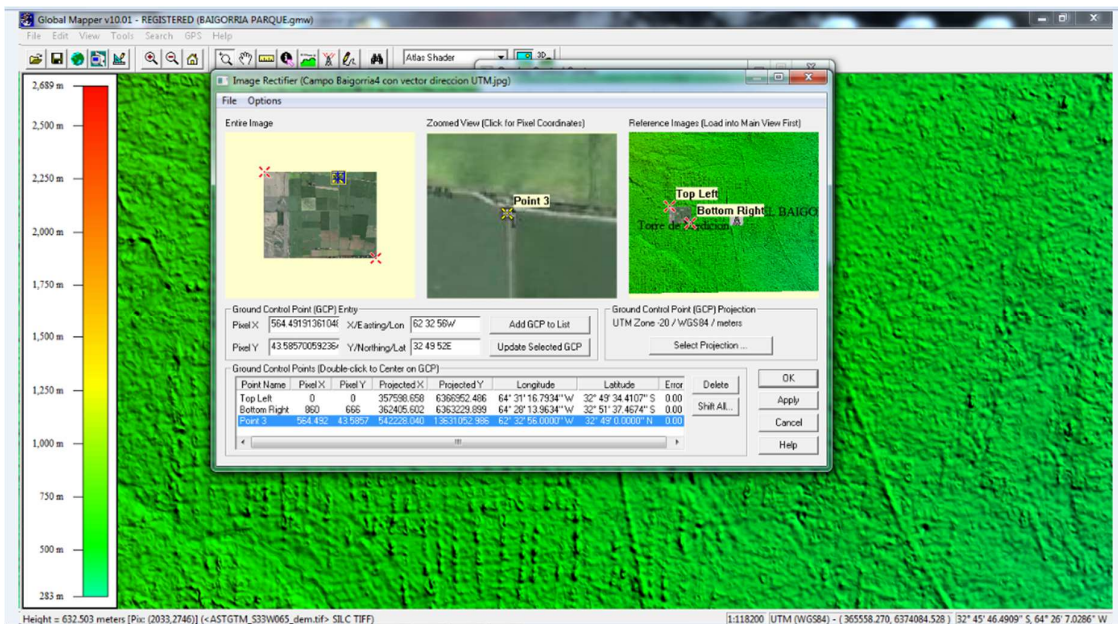 Global Mapper v10.01 - REGISTERED (BAIGORRIA PARQUE.gmw)
File Edit View Tools Search GPS Help
Atlas Shader
3D
2,689 m
2,500 m
2,250 m
2,000 m
1,750 m
1,500 m
1,250 m
1,000 m
750 m
500 m
283 m
Image Rectifier (Campo Baigorria4 con vector direccion UTM.jpg)
File Options
Entire Image
Zoomed View (Click for Pixel Coordinates)
Reference Images (Load into Main View First)
Point 3
Top Left
Bottom Right
EL BAIGO
Torre de Medicion
Ground Control Point (GCP) Entry
Pixel X 564.4919136104 X/Easting/Lon 62 32 56W Add GCP to List
Pixel Y 43.58570059236 Y/Northing/Lat 32 49 52E Update Selected GCP
Ground Control Point (GCP) Projection
UTM Zone -20 / WGS84 / meters
Select Projection ...
Ground Control Points (Double-click to Center on GCP)
Point Name Pixel X Pixel Y Projected X Projected Y Longitude Latitude Error
Top Left 0 0 357598.658 6366952.486 64° 31' 16.7934" W 32° 49' 34.4107" S 0.00
Bottom Right 860 666 362405.602 6363229.899 64° 28' 13.9634" W 32° 51' 37.4674" S 0.00
Point 3 564.492 43.5857 542228.040 13631052.986 62° 32' 56.0000" W 32° 49' 0.0000" N 0.00
Delete
Shift All...
OK
Apply
Cancel
Help
Height = 632.503 meters [Pix: (2033,2746)] (<ASTGTM_S33W065_dem.tif> SILC TIFF)
1:118200 UTM (WGS84) - ( 365558.270, 6374084.528 ) 32° 45' 46.4909" S, 64° 26' 7.0286" W